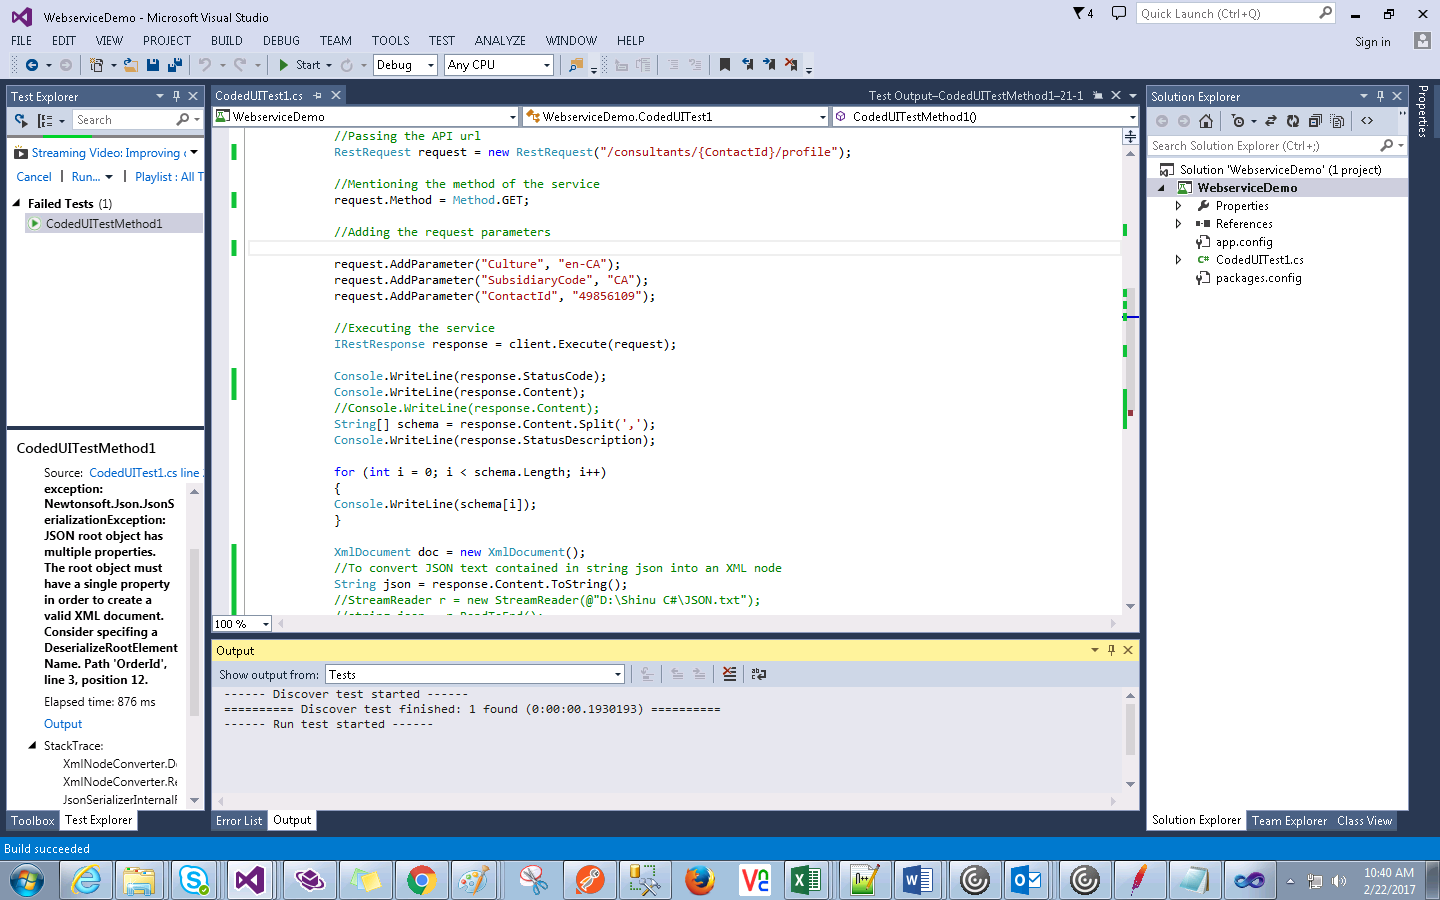 WebserviceDemo - Microsoft Visual Studio
4
Quick Launch (Ctrl+Q)
FILE EDIT VIEW PROJECT BUILD DEBUG TEAM TOOLS TEST ANALYZE WINDOW HELP
Sign in
Start Debug Any CPU
Test Explorer
Search
Streaming Video: Improving
Cancel Run... Playlist : All T
Failed Tests (1)
CodedUITestMethod1
CodedUITestMethod1
Source: CodedUITest1.cs line
exception:
Newtonsoft.Json.JsonS
erializationException:
JSON root object has
multiple properties.
The root object must
have a single property
in order to create a
valid XML document.
Consider specifing a
DeserializeRootElement
Name. Path 'OrderId',
line 3, position 12.
Elapsed time: 876 ms
Output
StackTrace:
XmlNodeConverter.De
XmlNodeConverter.Re
JsonSerializerInternalR
Toolbox Test Explorer
CodedUITest1.cs
Test Output–CodedUITestMethod1–21-1
WebserviceDemo
WebserviceDemo.CodedUITest1
CodedUITestMethod1()
//Passing the API url
RestRequest request = new RestRequest("/consultants/{ContactId}/profile");
//Mentioning the method of the service
request.Method = Method.GET;
//Adding the request parameters
request.AddParameter("Culture", "en-CA");
request.AddParameter("SubsidiaryCode", "CA");
request.AddParameter("ContactId", "49856109");
//Executing the service
IRestResponse response = client.Execute(request);
Console.WriteLine(response.StatusCode);
Console.WriteLine(response.Content);
//Console.WriteLine(response.Content);
String[] schema = response.Content.Split(',');
Console.WriteLine(response.StatusDescription);
for (int i = 0; i < schema.Length; i++)
{
Console.WriteLine(schema[i]);
}
XmlDocument doc = new XmlDocument();
//To convert JSON text contained in string json into an XML node
String json = response.Content.ToString();
//StreamReader r = new StreamReader(@"D:\Shinu C#\JSON.txt");
100 %
Output
Show output from: Tests
------ Discover test started ------
========== Discover test finished: 1 found (0:00:00.1930193) ==========
------ Run test started ------
Error List Output
Solution Explorer
Search Solution Explorer (Ctrl+;)
Solution 'WebserviceDemo' (1 project)
WebserviceDemo
Properties
References
app.config
CodedUITest1.cs
packages.config
Solution Explorer Team Explorer Class View
Properties
Build succeeded
10:40 AM
2/22/2017